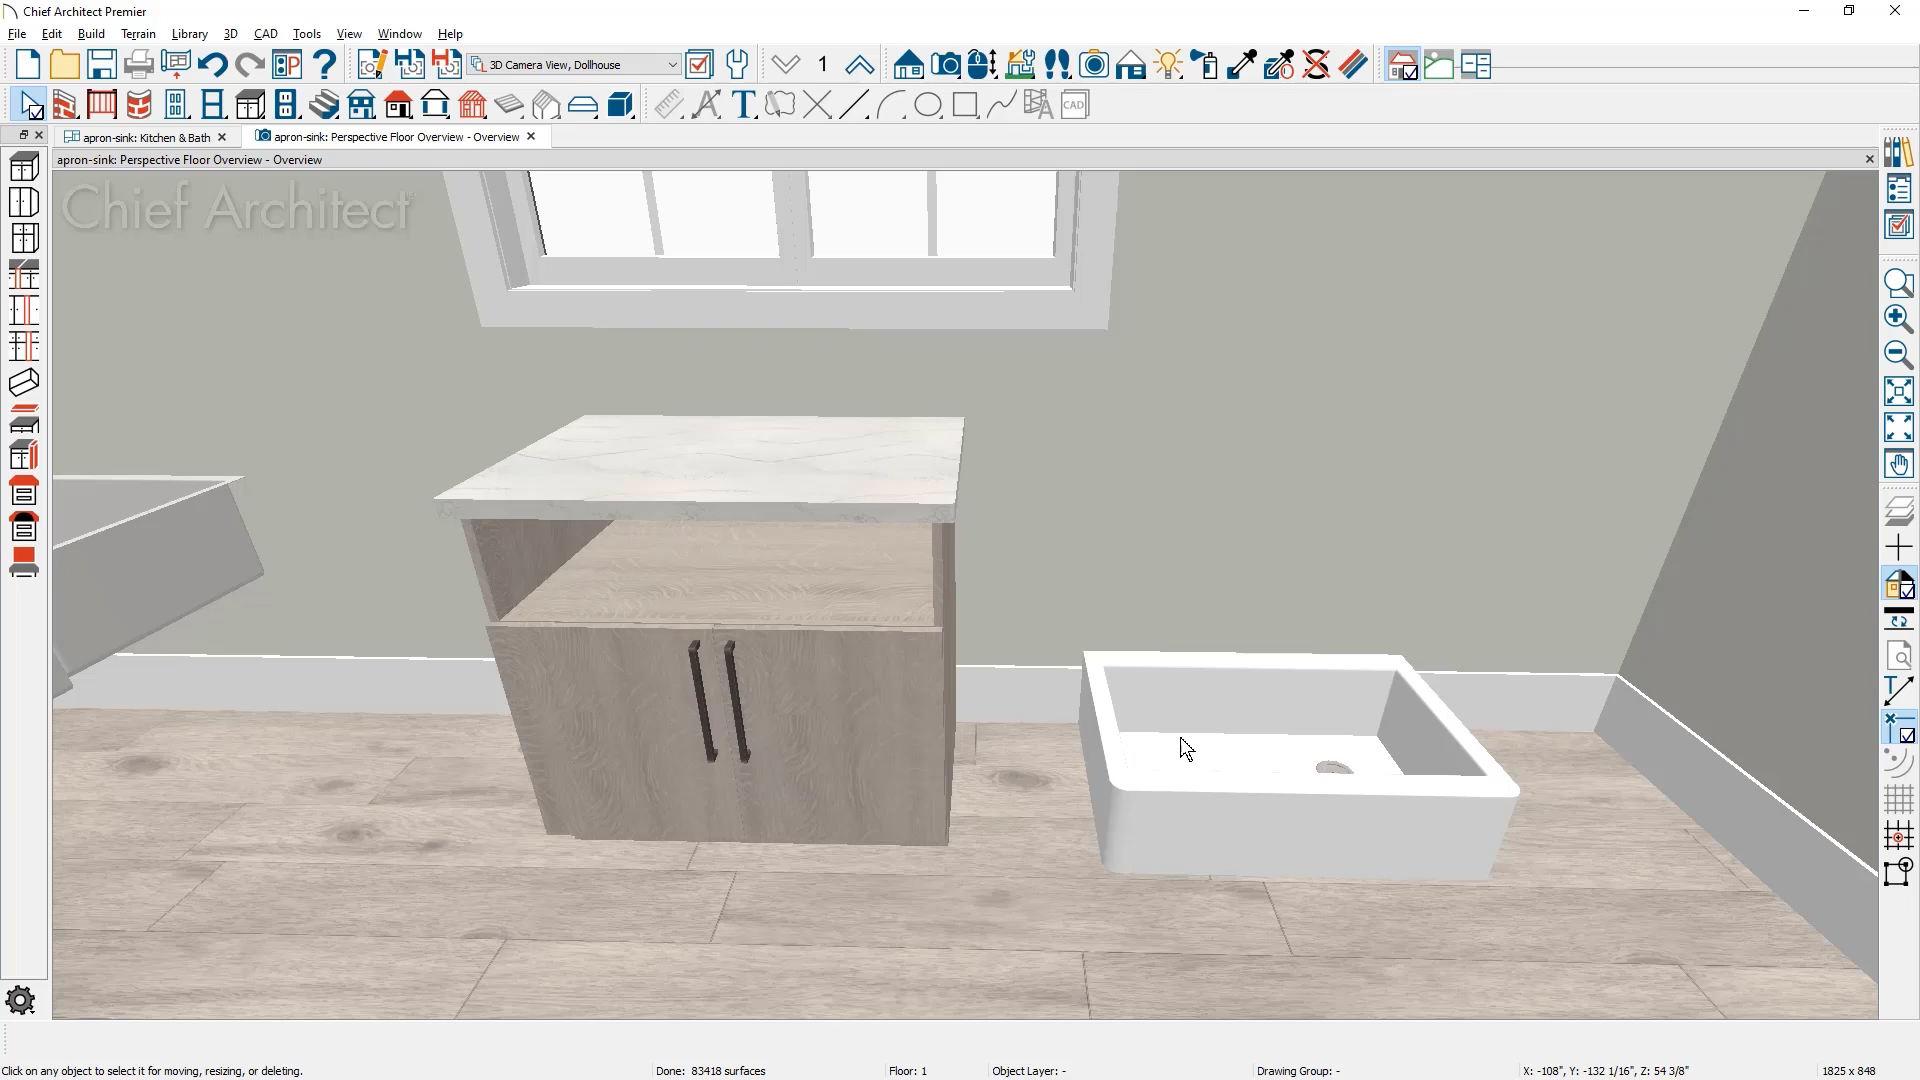 Chief Architect Premier
File Edit Build Terrain Library 3D CAD Tools View Window Help
3D Camera View, Dollhouse
1
T
CAD
apron-sink: Kitchen & Bath
apron-sink: Perspective Floor Overview - Overview
apron-sink: Perspective Floor Overview - Overview
Chief Architect
Click on any object to select it for moving, resizing, or deleting.
Done: 83418 surfaces
Floor: 1
Object Layer: -
Drawing Group: -
X: -108", Y: -132 1/16", Z: 54 3/8"
1825 x 848